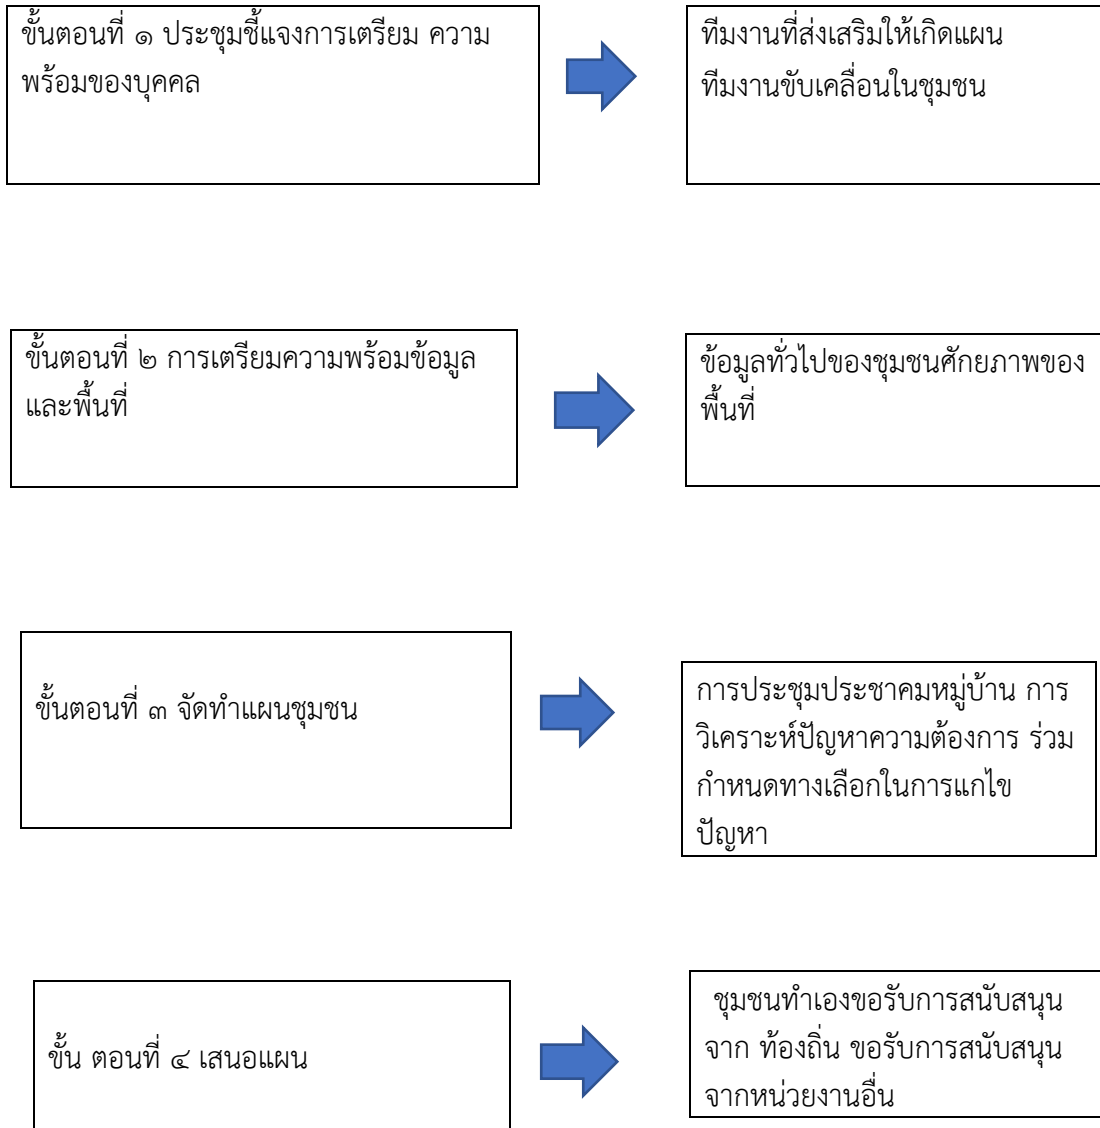 ขั้นตอนที่ ๑ ประชุมชี้แจงการเตรียม ความ
พร้อมของบุคคล
ทีมงานที่ส่งเสริมให้เกิดแผน
ทีมงานขับเคลื่อนในชุมชน
ขั้นตอนที่ ๒ การเตรียมความพร้อมข้อมูล
และพื้นที่
ข้อมูลทั่วไปของชุมชนศักยภาพของ
พื้นที่
ขั้นตอนที่ ๓ จัดทำแผนชุมชน
การประชุมประชาคมหมู่บ้าน การ
วิเคราะห์ปัญหาความต้องการ ร่วม
กำหนดทางเลือกในการแกไข
ปัญหา
ขั้น ตอนที่ ๔ เสนอแผน
ชุมชนทำเองขอรับการสนับสนุน
จาก ท้องถิ่น ขอรับการสนับสนุน
จากหน่วยงานอื่น